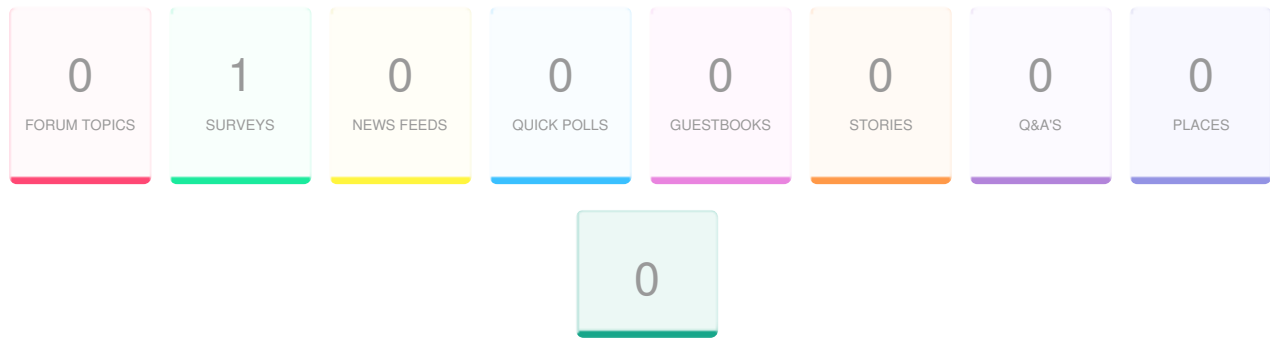 0 1 0 0 0 0 0 0
FORUM TOPICS SURVEYS NEWS FEEDS QUICK POLLS GUESTBOOKS STORIES Q&A'S PLACES
0